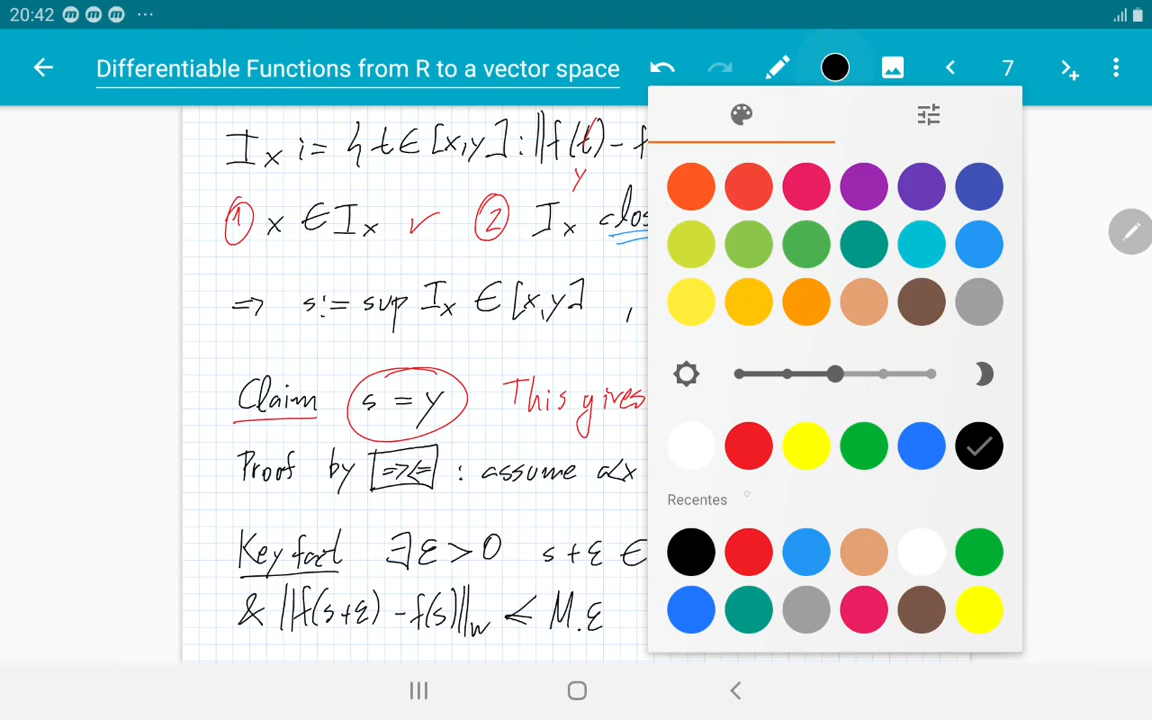 20:42
Differentiable Functions from R to a vector space
7
I_x := { t ∈ [x,y] : ||f(t) - f
y
① x ∈ I_x ✓ ② I_x clos
⇒ s := sup I_x ∈ [x,y] ,
Claim s = y This gives
Proof by =><= : assume
Key fact ∃ε > 0 s+ε ∈
& ||f(s+ε) - f(s)||_W ≤ M.ε
Recentes